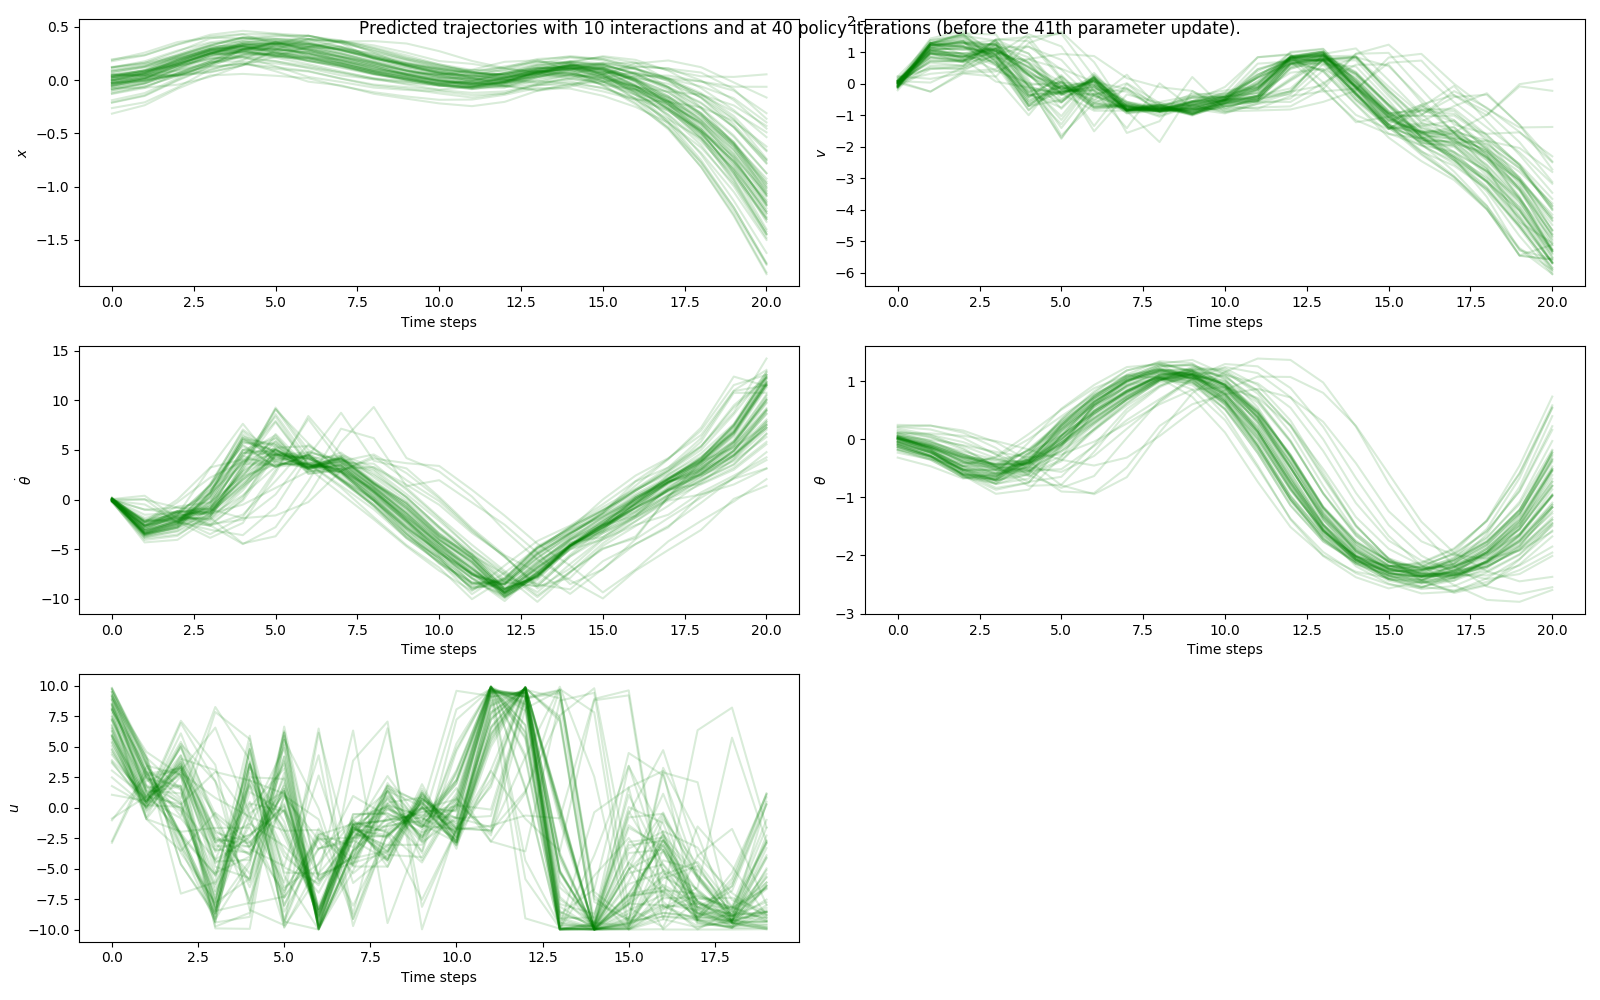 Predicted trajectories with 10 interactions and at 40 policy iterations (before the 41th parameter update).
0.5
0.0
−0.5
−1.0
−1.5
x
0.0 2.5 5.0 7.5 10.0 12.5 15.0 17.5 20.0
Time steps
2
1
0
−1
−2
−3
−4
−5
−6
v
0.0 2.5 5.0 7.5 10.0 12.5 15.0 17.5 20.0
Time steps
15
10
5
0
−5
−10
θ̇
0.0 2.5 5.0 7.5 10.0 12.5 15.0 17.5 20.0
Time steps
1
0
−1
−2
−3
θ
0.0 2.5 5.0 7.5 10.0 12.5 15.0 17.5 20.0
Time steps
10.0
7.5
5.0
2.5
0.0
−2.5
−5.0
−7.5
−10.0
u
0.0 2.5 5.0 7.5 10.0 12.5 15.0 17.5
Time steps